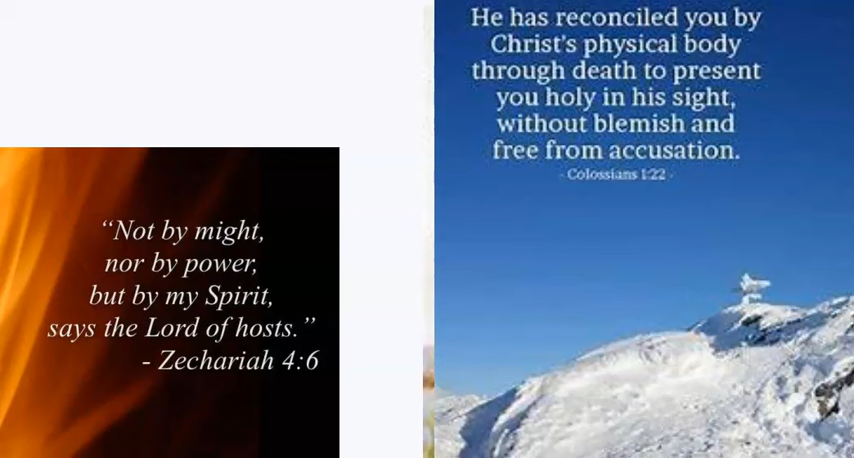 “Not by might,
nor by power,
but by my Spirit,
says the Lord of hosts.”
- Zechariah 4:6
He has reconciled you by
Christ's physical body
through death to present
you holy in his sight,
without blemish and
free from accusation.
- Colossians 1:22 -